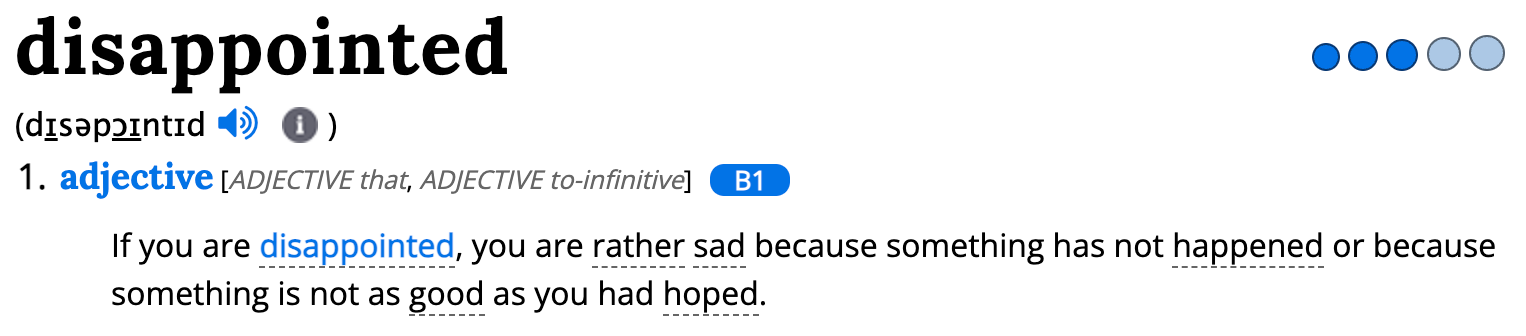 disappointed
(dɪsəpɔɪntɪd i )
1. adjective [ADJECTIVE that, ADJECTIVE to-infinitive] B1
If you are disappointed, you are rather sad because something has not happened or because
something is not as good as you had hoped.